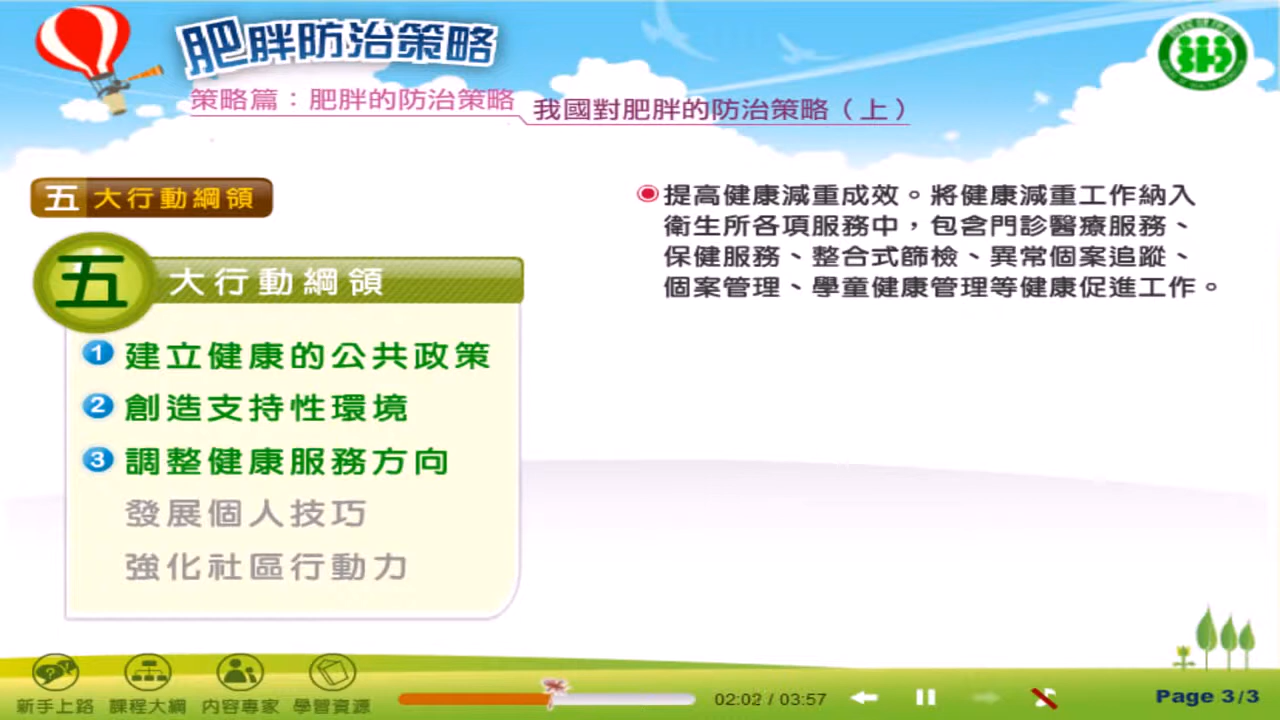 肥胖防治策略
策略篇：肥胖的防治策略
我國對肥胖的防治策略（上）
五大行動綱領
五大行動綱領
1 建立健康的公共政策
2 創造支持性環境
3 調整健康服務方向
發展個人技巧
強化社區行動力
提高健康減重成效。將健康減重工作納入
衛生所各項服務中，包含門診醫療服務、
保健服務、整合式篩檢、異常個案追蹤、
個案管理、學童健康管理等健康促進工作。
新手上路 課程大綱 內容專家 學習資源
02:02 / 03:57
Page 3/3